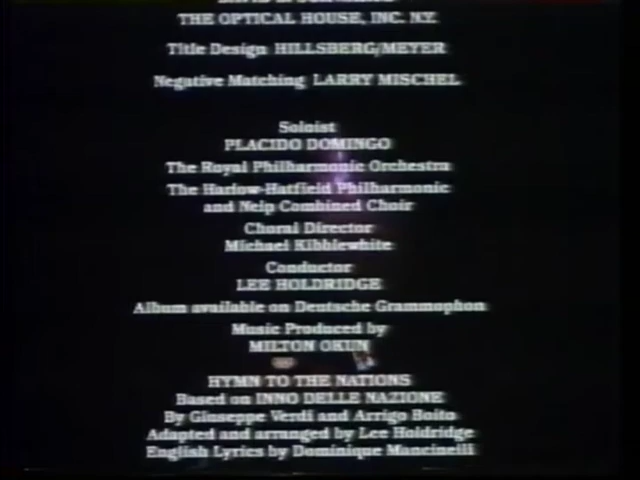 THE OPTICAL HOUSE, INC. N.Y.
Title Design HILLSBERG/MEYER
Negative Matching LARRY MISCHEL
Soloist
PLACIDO DOMINGO
The Royal Philharmonic Orchestra
The Harlow-Hatfield Philharmonic
and Nelp Combined Choir
Choral Director
Michael Kibblewhite
Conductor
LEE HOLDRIDGE
Album available on Deutsche Grammophon
Music Produced by
MILTON OKUN
HYMN TO THE NATIONS
Based on INNO DELLE NAZIONE
By Giuseppe Verdi and Arrigo Boito
Adapted and arranged by Lee Holdridge
English Lyrics by Dominique Mancinelli